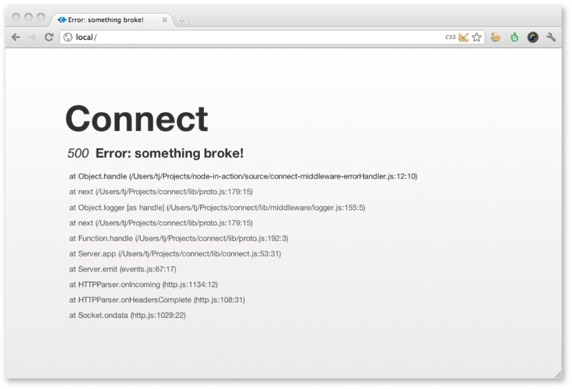 Error: something broke!
local/
CSS
Connect
500 Error: something broke!
at Object.handle (/Users/tj/Projects/node-in-action/source/connect-middleware-errorHandler.js:12:10)
at next (/Users/tj/Projects/connect/lib/proto.js:179:15)
at Object.logger [as handle] (/Users/tj/Projects/connect/lib/middleware/logger.js:155:5)
at next (/Users/tj/Projects/connect/lib/proto.js:179:15)
at Function.handle (/Users/tj/Projects/connect/lib/proto.js:192:3)
at Server.app (/Users/tj/Projects/connect/lib/connect.js:53:31)
at Server.emit (events.js:67:17)
at HTTPParser.onIncoming (http.js:1134:12)
at HTTPParser.onHeadersComplete (http.js:108:31)
at Socket.ondata (http.js:1029:22)